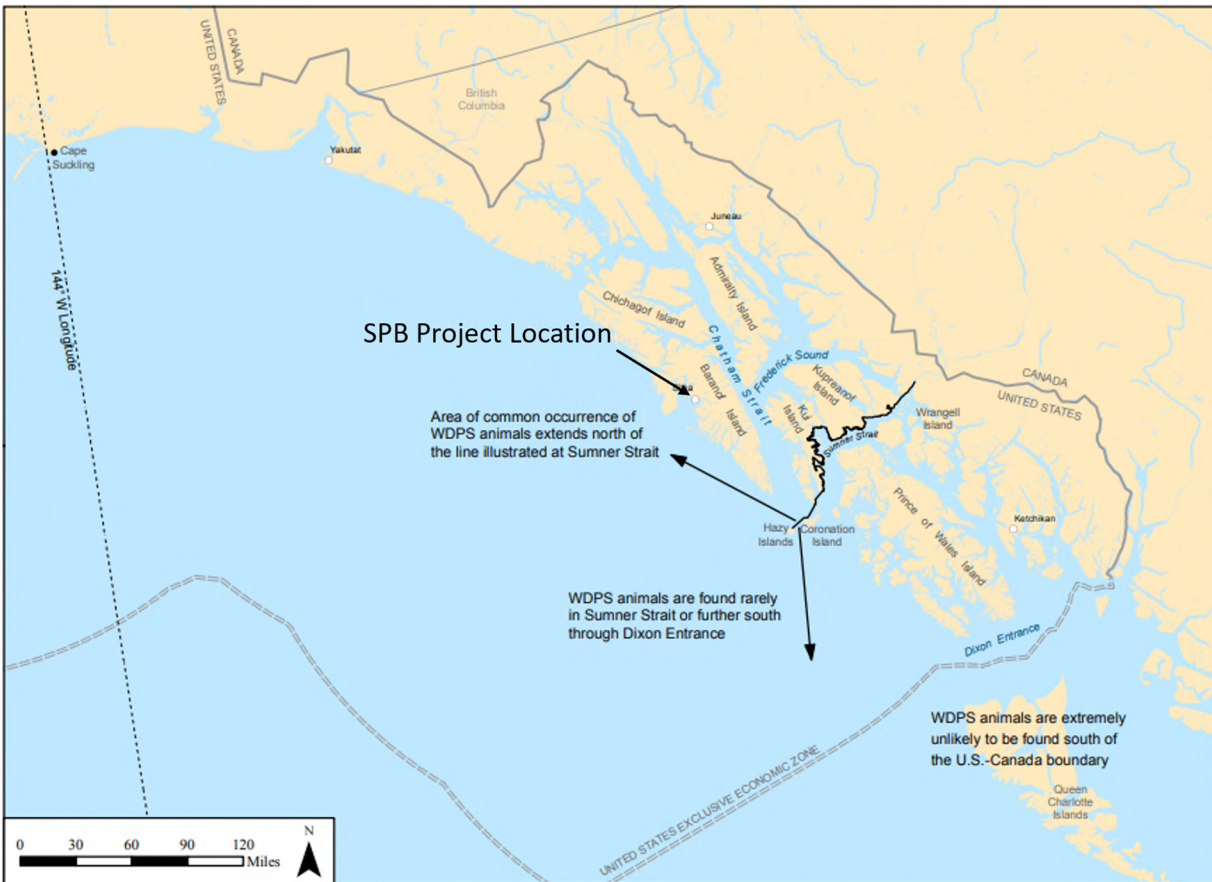 CANADA
UNITED STATES
British
Columbia
Cape
Suckling
Yakutat
144° W Longitude
Juneau
Admiralty Island
Chichagof Island
SPB Project Location
Chatham Strait
Frederick Sound
Baranof Island
Kupreanof
Island
Kui
Island
CANADA
UNITED STATES
Wrangell
Island
Sumner Strait
Area of common occurrence of
WDPS animals extends north of
the line illustrated at Sumner Strait
Prince of Wales Island
Ketchikan
Hazy
Islands
Coronation
Island
WDPS animals are found rarely
in Sumner Strait or further south
through Dixon Entrance
Dixon Entrance
WDPS animals are extremely
unlikely to be found south of
the U.S.-Canada boundary
Queen
Charlotte
Islands
UNITED STATES EXCLUSIVE ECONOMIC ZONE
0 30 60 90 120
Miles
N